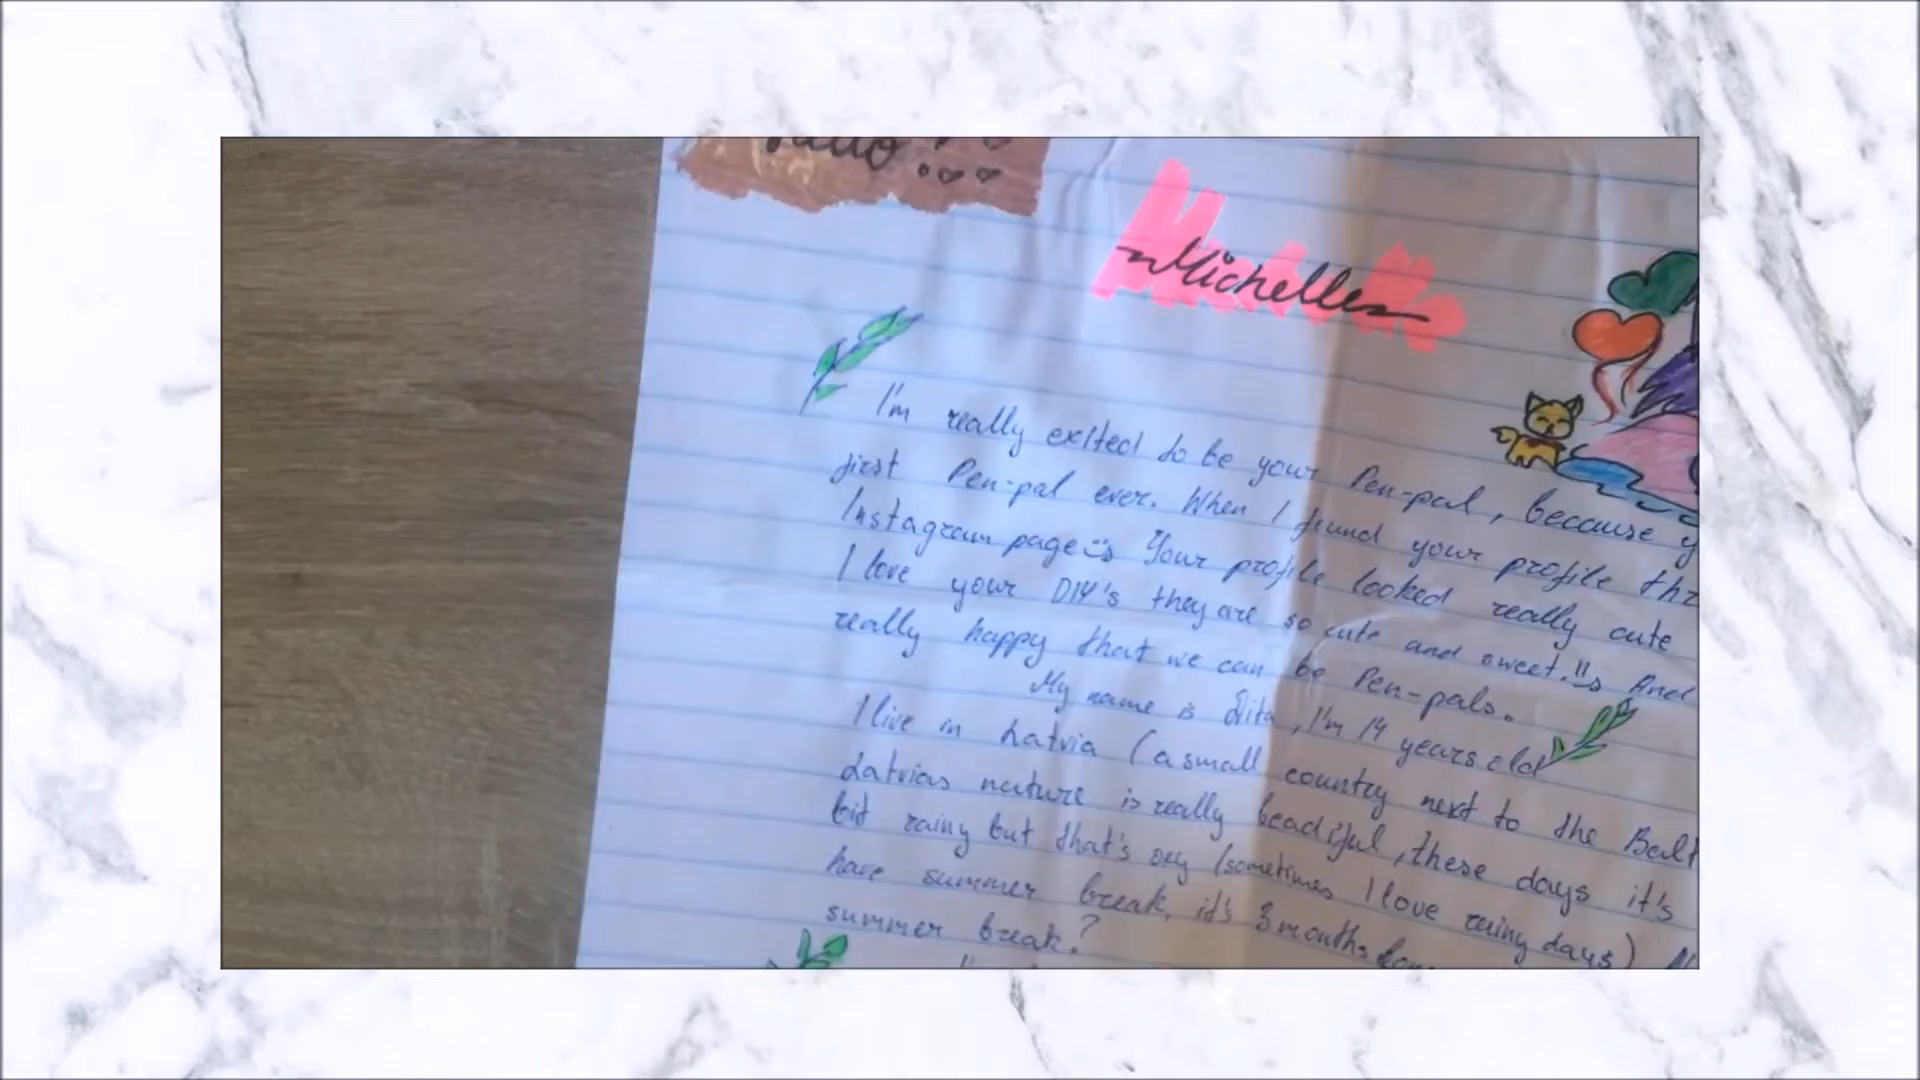 Michelle
I'm really exited to be your Pen-pal, because
first Pen-pal ever. When I found your profile
Instagram page Your profile looked really cute
I love your DIY's they are so cute and sweet.!! And
really happy that we can be Pen-pals.
My name is, I'm 14 years old
I live in Latvia (a small country next to the
Latvias nature is really beadiful, these days it's
bit rainy but that's oky (sometimes I love rainy days)
have summer break, it's 3 months
summer break?